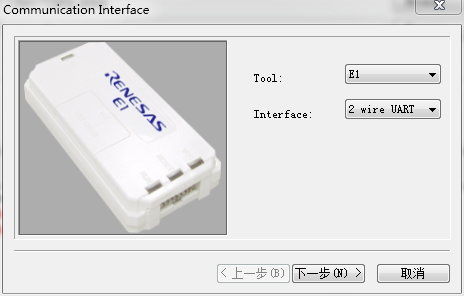 Communication Interface
RENESAS
E1
Tool:
E1
Interface:
2 wire UART
< 上一步(B)
下一步(N) >
取消